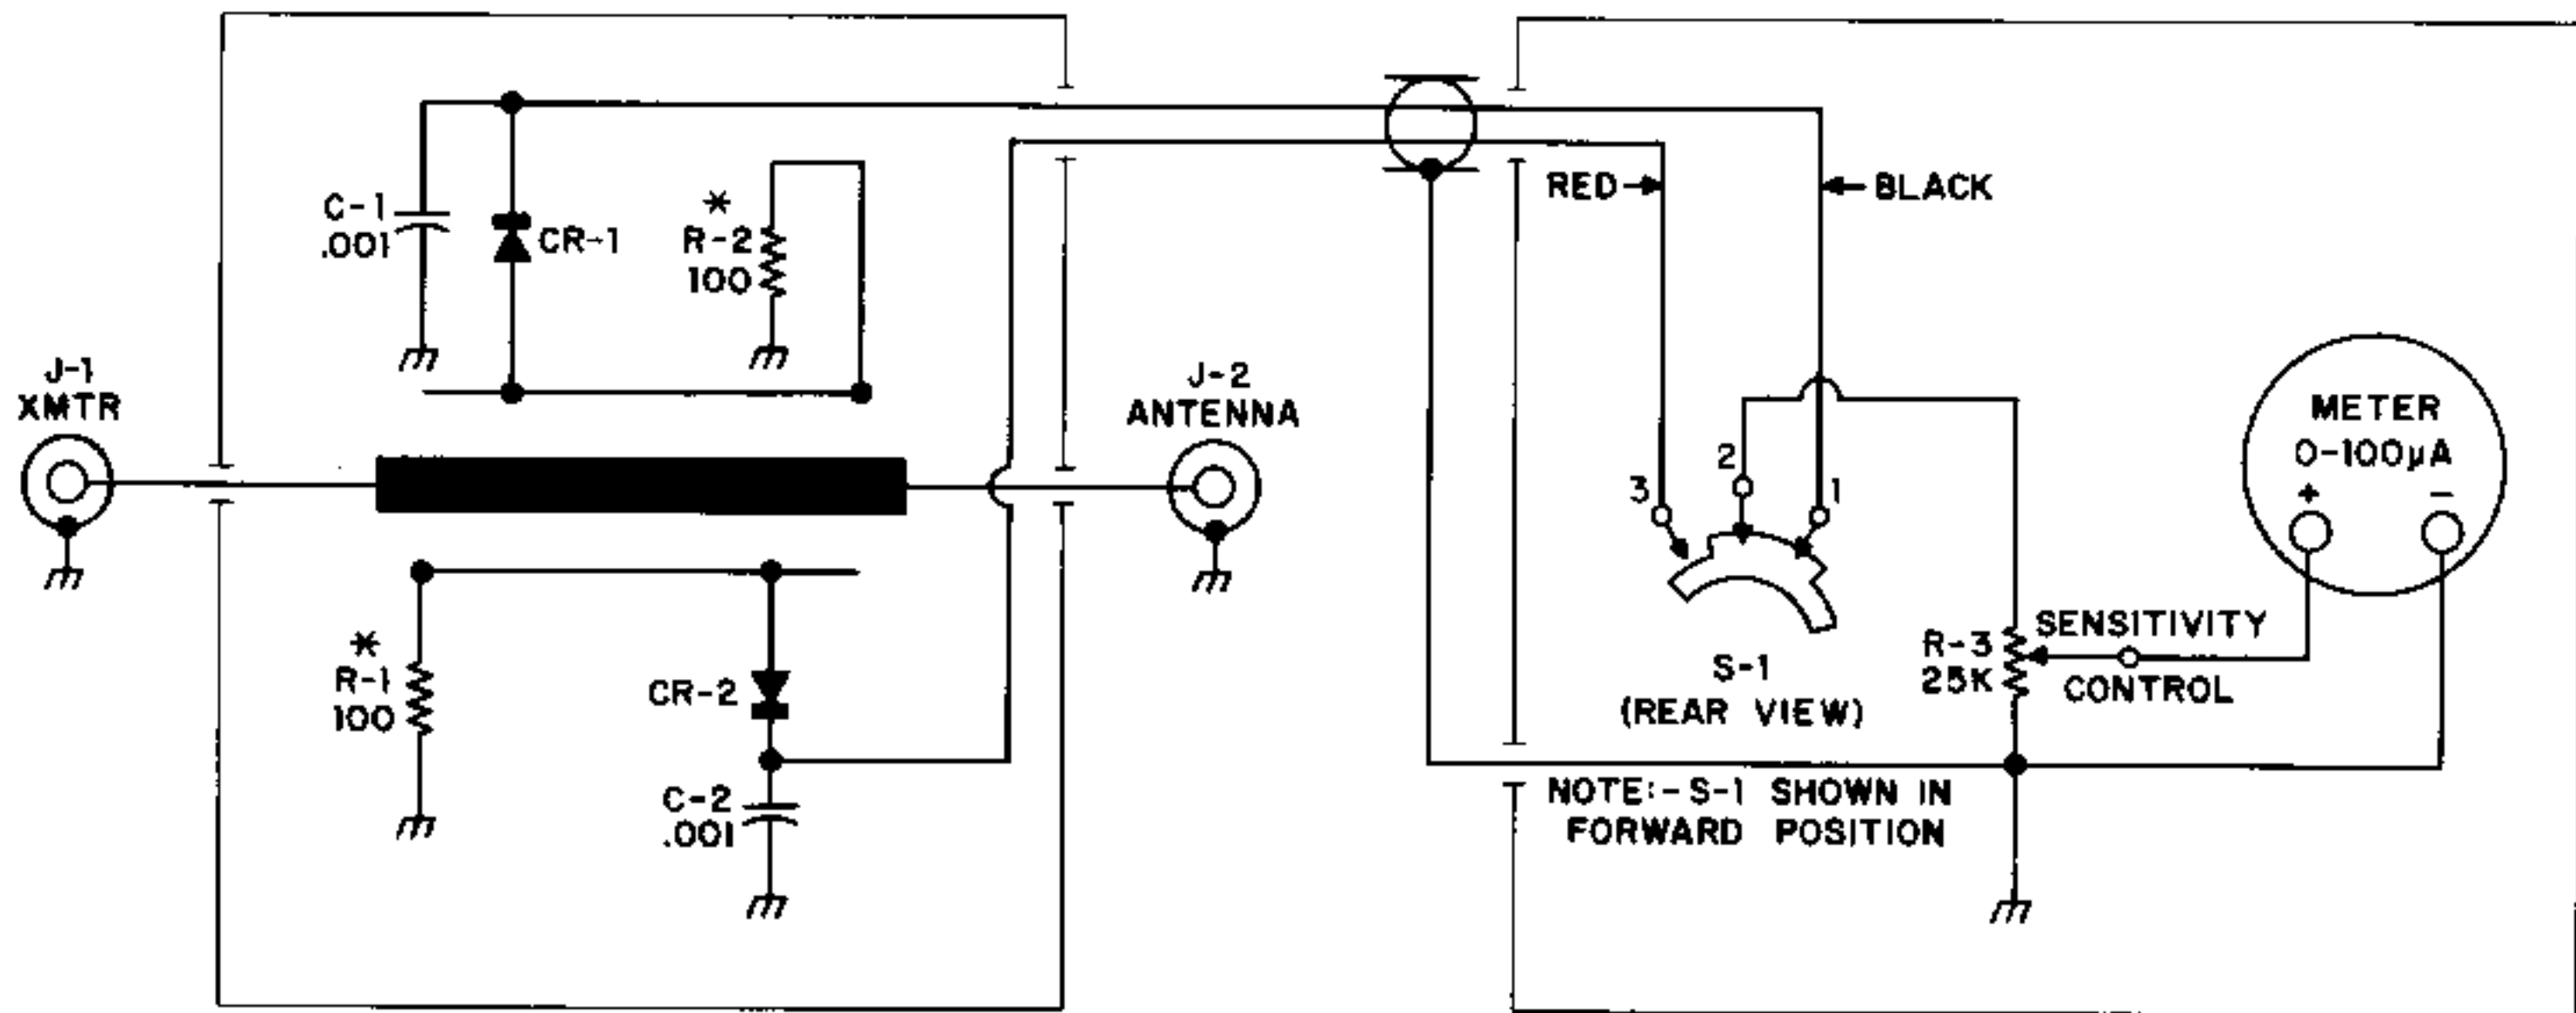 C-1
.001
CR-1
*
R-2
100
RED
BLACK
J-1
XMTR
J-2
ANTENNA
METER
0-100µA
+
-
3
2
1
*
R-1
100
CR-2
C-2
.001
S-1
(REAR VIEW)
R-3
25K
SENSITIVITY
CONTROL
NOTE:- S-1 SHOWN IN
FORWARD POSITION